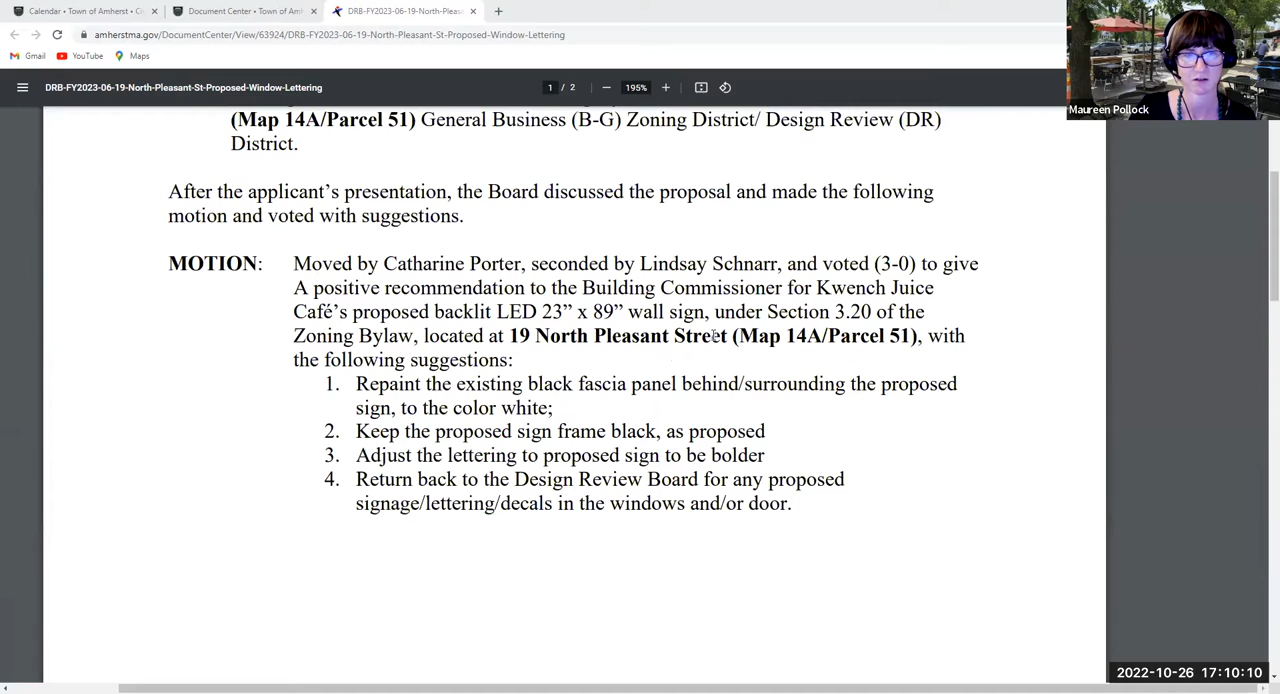 Calendar • Town of Amherst • Ci
Document Center • Town of Amh
DRB-FY2023-06-19-North-Pleasa
amherstma.gov/DocumentCenter/View/63924/DRB-FY2023-06-19-North-Pleasant-St-Proposed-Window-Lettering
Gmail YouTube Maps
DRB-FY2023-06-19-North-Pleasant-St-Proposed-Window-Lettering 1 / 2 195%
Maureen Pollock
(Map 14A/Parcel 51) General Business (B-G) Zoning District/ Design Review (DR)
District.
After the applicant's presentation, the Board discussed the proposal and made the following
motion and voted with suggestions.
MOTION: Moved by Catharine Porter, seconded by Lindsay Schnarr, and voted (3-0) to give
A positive recommendation to the Building Commissioner for Kwench Juice
Café's proposed backlit LED 23” x 89” wall sign, under Section 3.20 of the
Zoning Bylaw, located at 19 North Pleasant Street (Map 14A/Parcel 51), with
the following suggestions:
1. Repaint the existing black fascia panel behind/surrounding the proposed
sign, to the color white;
2. Keep the proposed sign frame black, as proposed
3. Adjust the lettering to proposed sign to be bolder
4. Return back to the Design Review Board for any proposed
signage/lettering/decals in the windows and/or door.
2022-10-26 17:10:10